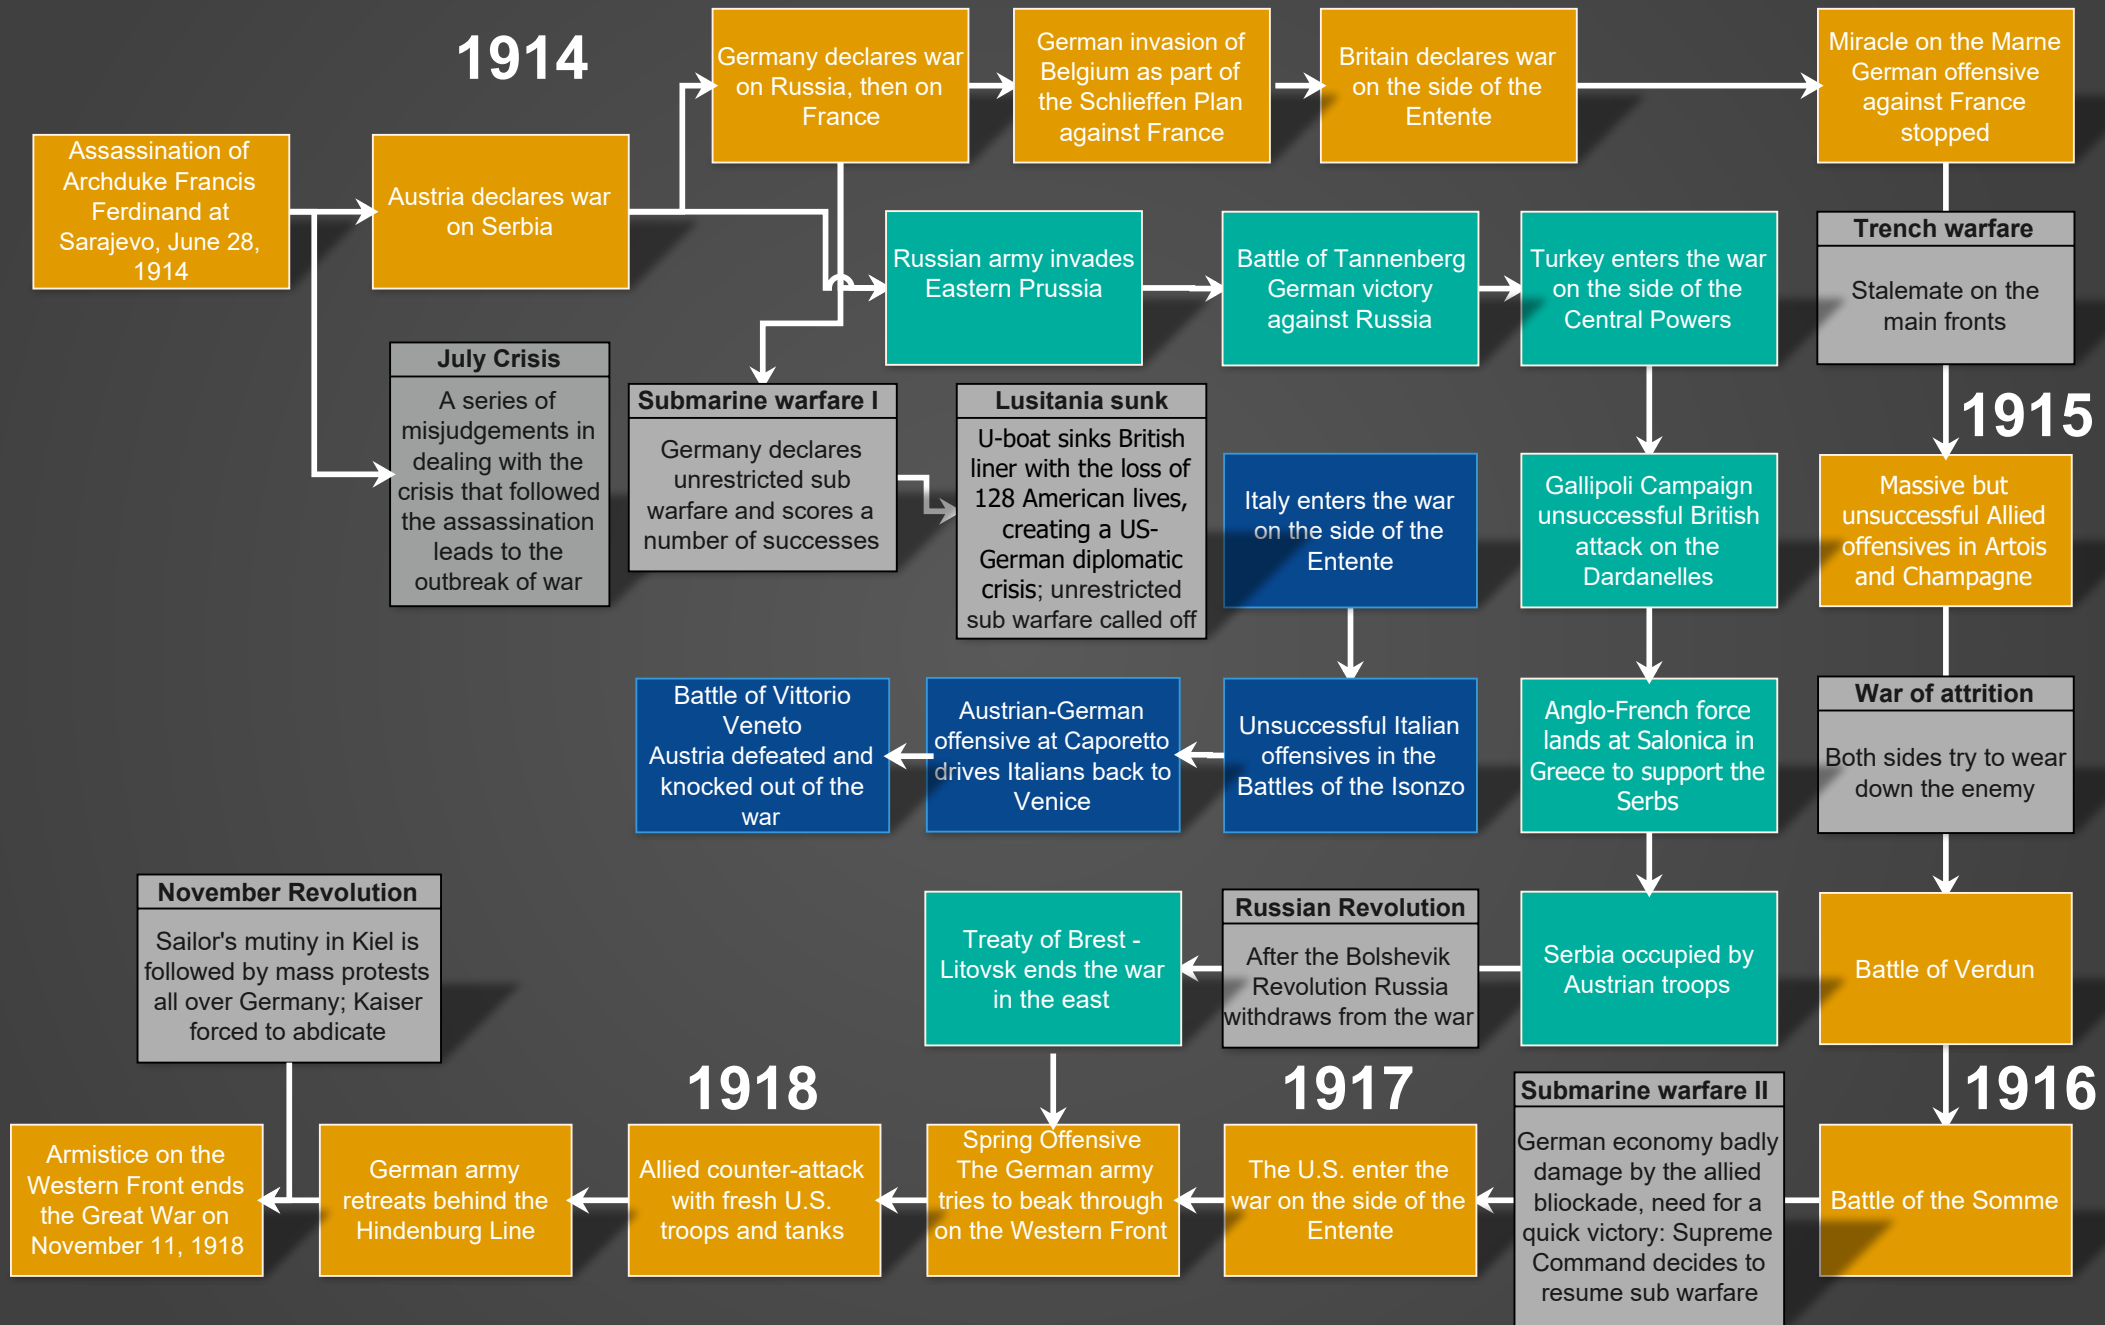 1914
Germany declares war
on Russia, then on
France
German invasion of
Belgium as part of
the Schlieffen Plan
against France
Britain declares war
on the side of the
Entente
Miracle on the Marne
German offensive
against France
stopped
Assassination of
Archduke Francis
Ferdinand at
Sarajevo, June 28,
1914
Austria declares war
on Serbia
Russian army invades
Eastern Prussia
Battle of Tannenberg
German victory
against Russia
Turkey enters the war
on the side of the
Central Powers
Trench warfare
Stalemate on the
main fronts
July Crisis
A series of
misjudgements in
dealing with the
crisis that followed
the assassination
leads to the
outbreak of war
Submarine warfare I
Germany declares
unrestricted sub
warfare and scores a
number of successes
Lusitania sunk
U-boat sinks British
liner with the loss of
128 American lives,
creating a US-
German diplomatic
crisis; unrestricted
sub warfare called off
1915
Italy enters the war
on the side of the
Entente
Gallipoli Campaign
unsuccessful British
attack on the
Dardanelles
Massive but
unsuccessful Allied
offensives in Artois
and Champagne
Battle of Vittorio
Veneto
Austria defeated and
knocked out of the
war
Austrian-German
offensive at Caporetto
drives Italians back to
Venice
Unsuccessful Italian
offensives in the
Battles of the Isonzo
Anglo-French force
lands at Salonica in
Greece to support the
Serbs
War of attrition
Both sides try to wear
down the enemy
November Revolution
Sailor's mutiny in Kiel is
followed by mass protests
all over Germany; Kaiser
forced to abdicate
Treaty of Brest -
Litovsk ends the war
in the east
Russian Revolution
After the Bolshevik
Revolution Russia
withdraws from the war
Serbia occupied by
Austrian troops
Battle of Verdun
1918
1917
1916
Armistice on the
Western Front ends
the Great War on
November 11, 1918
German army
retreats behind the
Hindenburg Line
Allied counter-attack
with fresh U.S.
troops and tanks
Spring Offensive
The German army
tries to beak through
on the Western Front
The U.S. enter the
war on the side of the
Entente
Submarine warfare II
German economy badly
damage by the allied
bliockade, need for a
quick victory: Supreme
Command decides to
resume sub warfare
Battle of the Somme